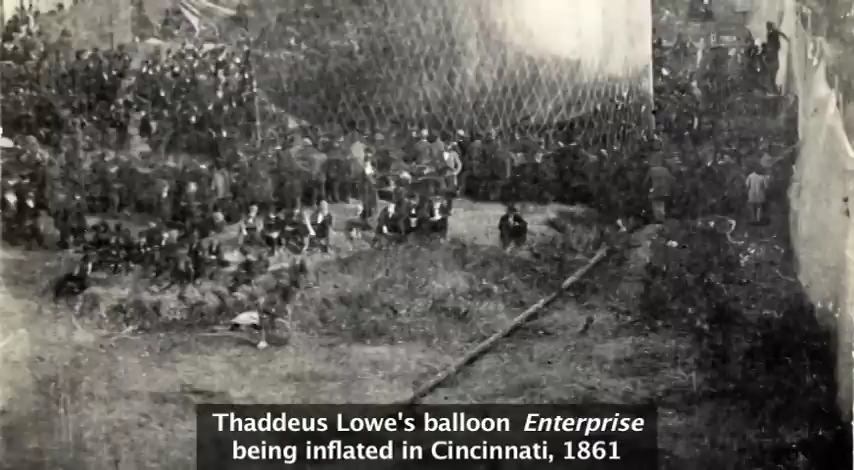 Thaddeus Lowe's balloon Enterprise
being inflated in Cincinnati, 1861